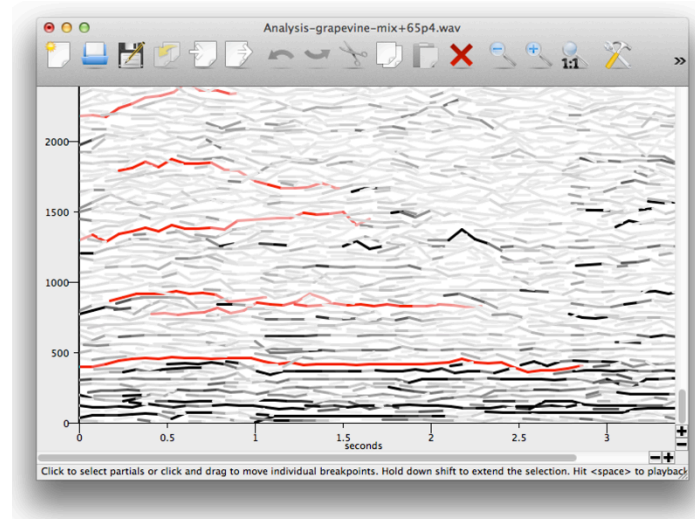 Analysis-grapevine-mix+65p4.wav
1:1
»
2000
1500
1000
500
0
0 0.5 1 1.5 2 2.5 3
seconds
Click to select partials or click and drag to move individual breakpoints. Hold down shift to extend the selection. Hit <space> to playback